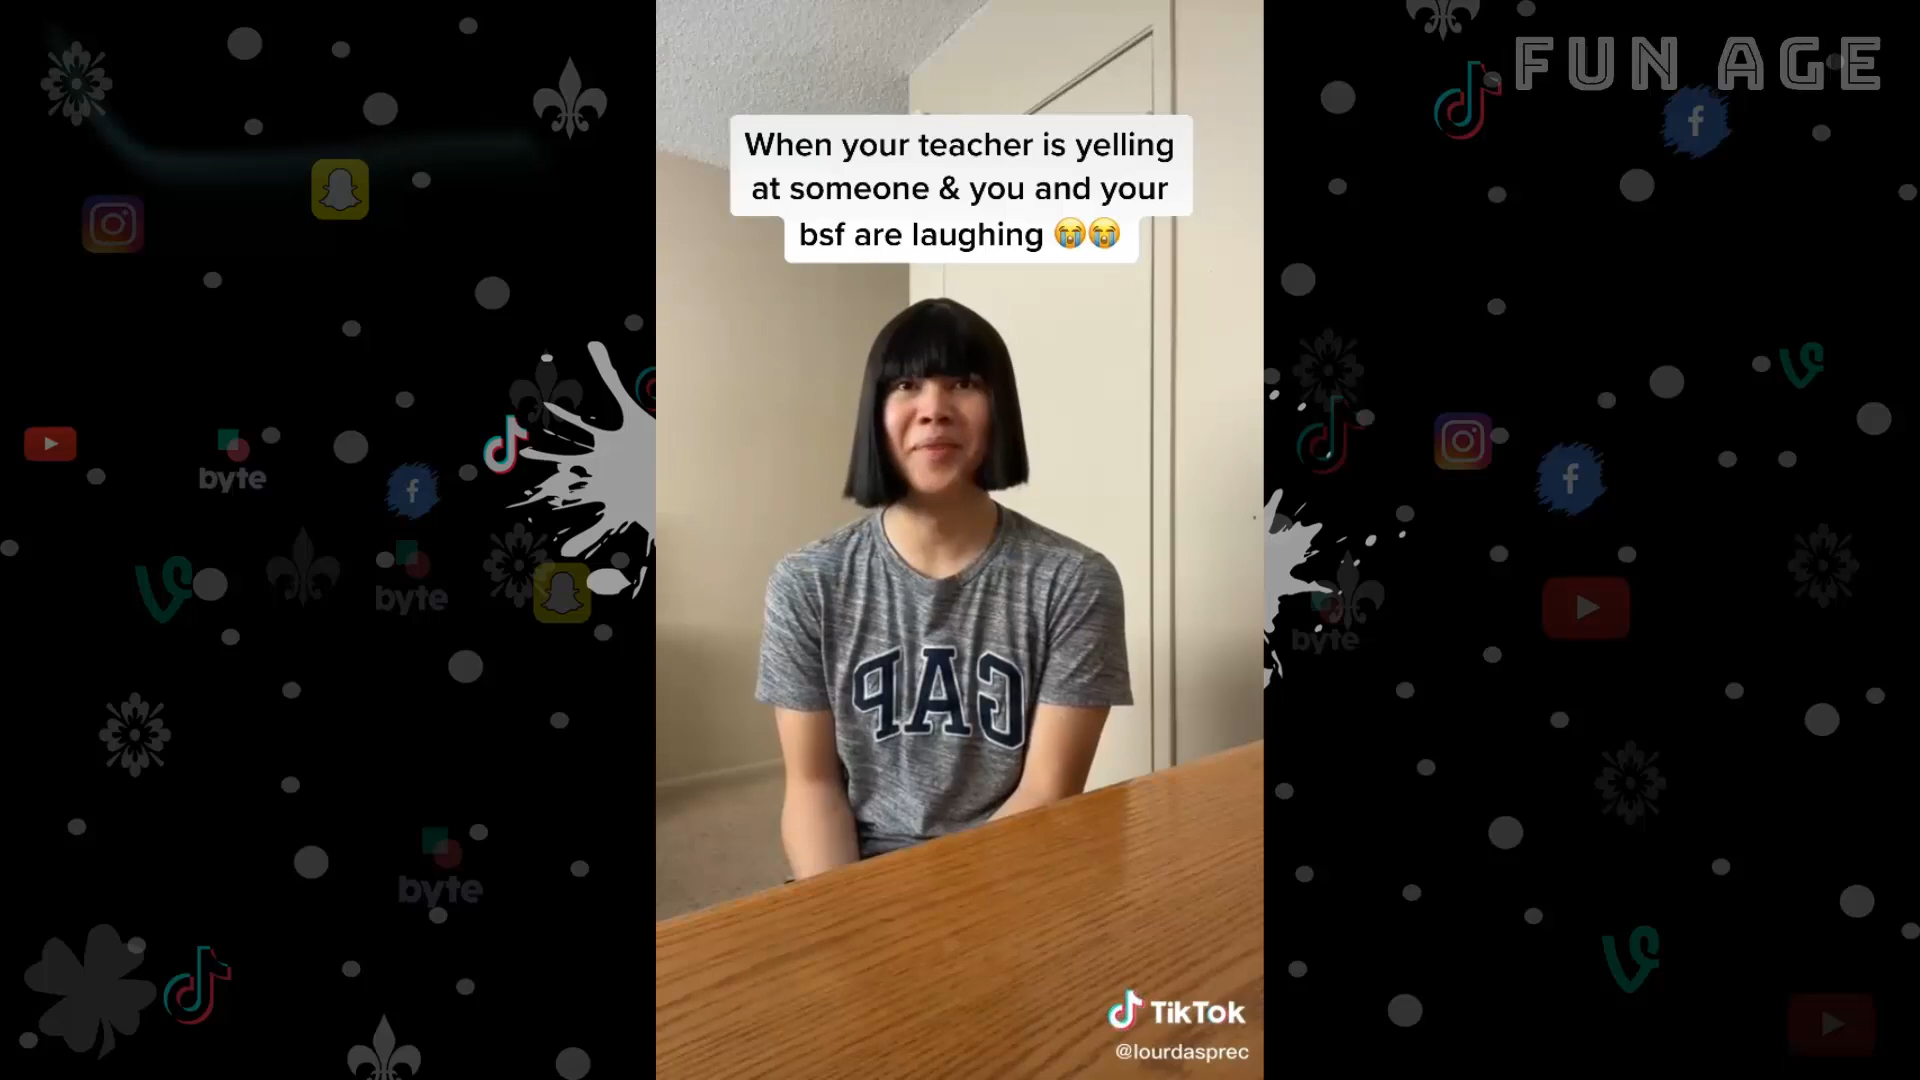 FUN AGE
When your teacher is yelling
at someone & you and your
bsf are laughing 😭😭
GAP
byte
byte
byte
byte
TikTok
@lourdasprec